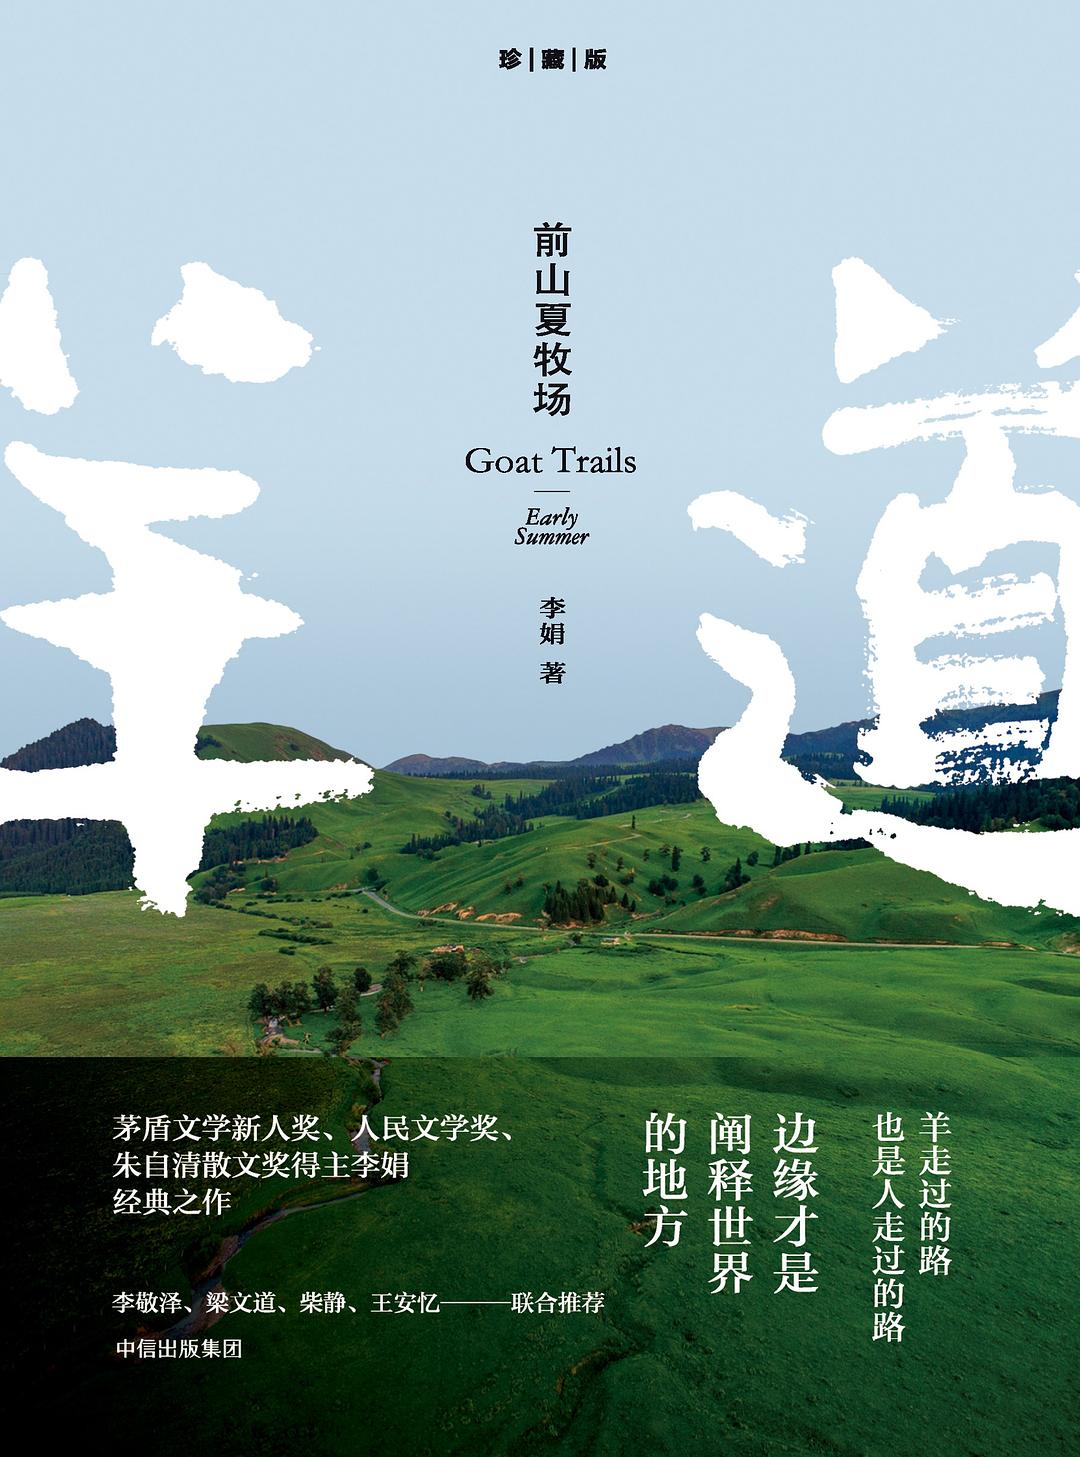 珍|藏|版
前山夏牧场
Goat Trails
Early
Summer
李娟 著
羊道
茅盾文学新人奖、人民文学奖、
朱自清散文奖得主李娟
经典之作
李敬泽、梁文道、柴静、王安忆———联合推荐
中信出版集团
羊走过的路
也是人走过的路
边缘才是
阐释世界
的地方